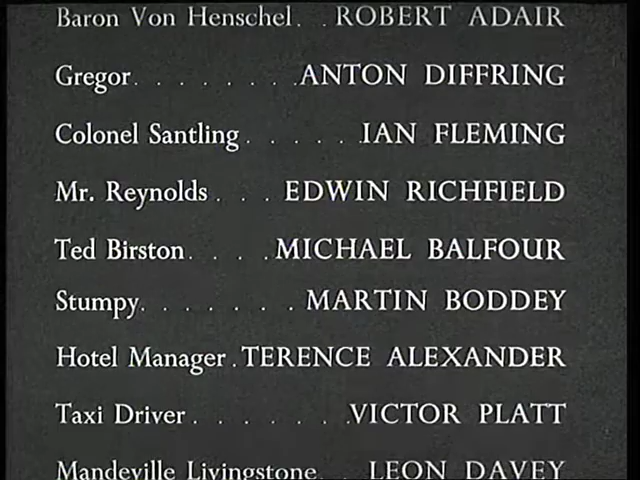 Baron Von Henschel. . ROBERT ADAIR
Gregor. . . . . . . .ANTON DIFFRING
Colonel Santling . . . . .IAN FLEMING
Mr. Reynolds . . . EDWIN RICHFIELD
Ted Birston. . . .MICHAEL BALFOUR
Stumpy. . . . . . . MARTIN BODDEY
Hotel Manager .TERENCE ALEXANDER
Taxi Driver . . . . . . .VICTOR PLATT
Mandeville Livingstone. . LEON DAVEY